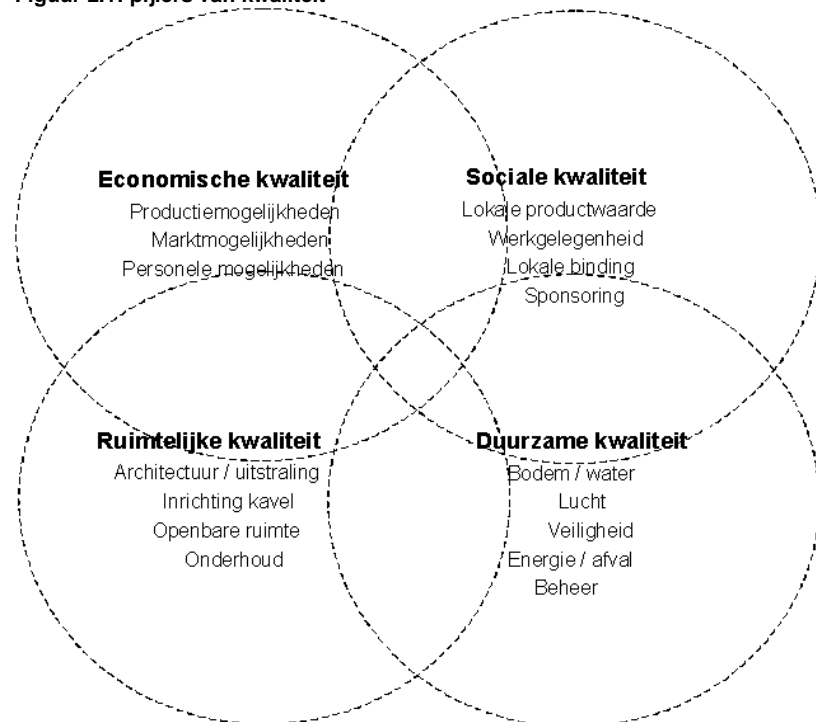 Economische kwaliteit
Productiemogelijkheden
Marktmogelijkheden
Personele mogelijkheden
Sociale kwaliteit
Lokale productwaarde
Werkgelegenheid
Lokale binding
Sponsoring
Ruimtelijke kwaliteit
Architectuur / uitstraling
Inrichting kavel
Openbare ruimte
Onderhoud
Duurzame kwaliteit
Bodem / water
Lucht
Veiligheid
Energie / afval
Beheer